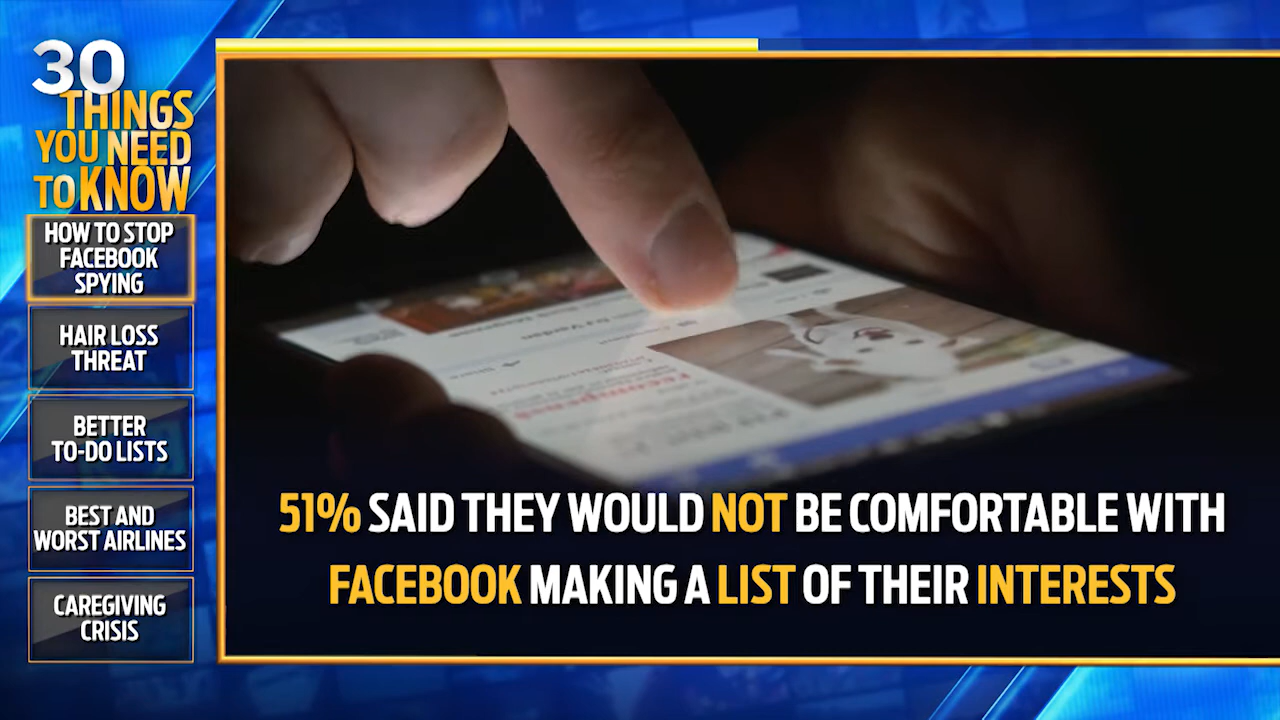 30
THINGS
YOU NEED
TO KNOW
HOW TO STOP
FACEBOOK
SPYING
HAIR LOSS
THREAT
BETTER
TO-DO LISTS
BEST AND
WORST AIRLINES
CAREGIVING
CRISIS
51% SAID THEY WOULD NOT BE COMFORTABLE WITH
FACEBOOK MAKING A LIST OF THEIR INTERESTS